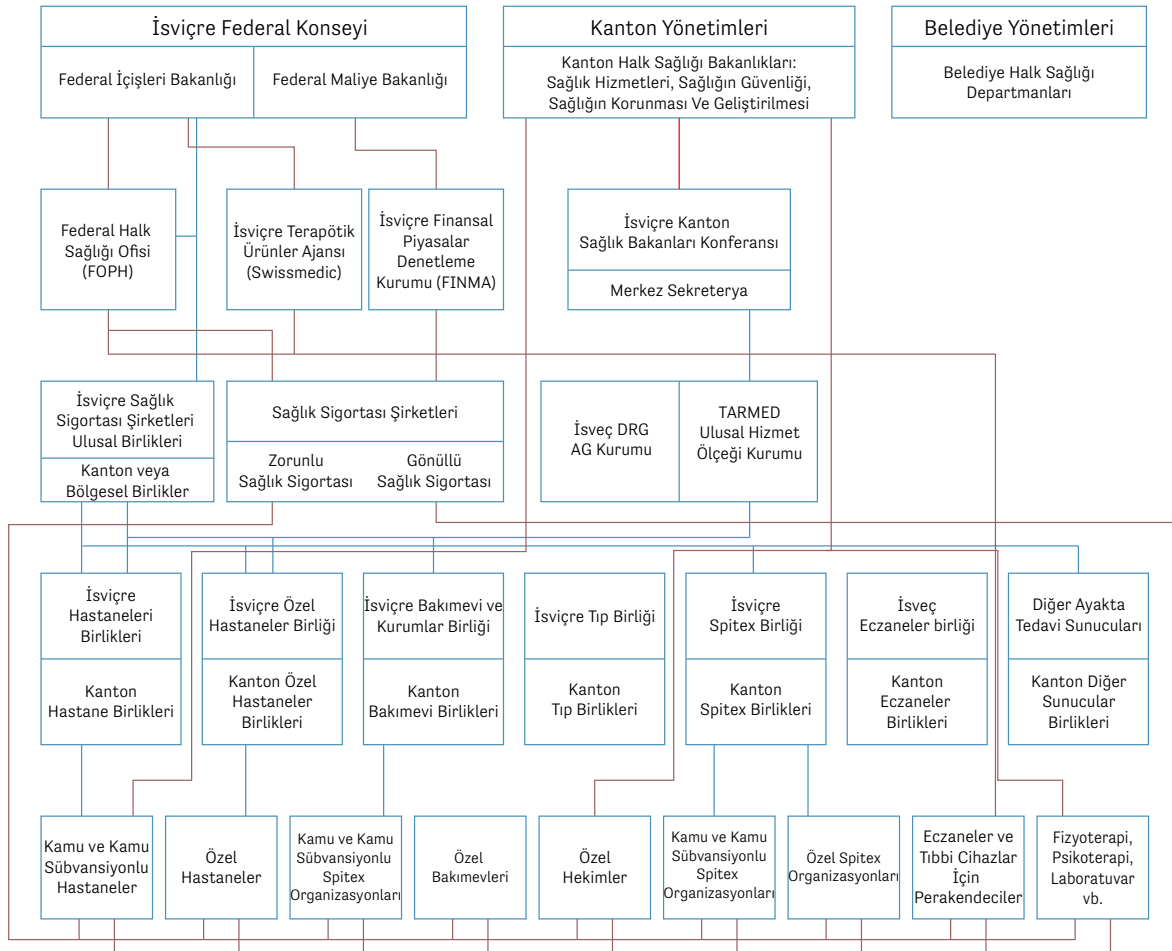 İsviçre Federal Konseyi
Federal İçişleri Bakanlığı
Federal Maliye Bakanlığı
Kanton Yönetimleri
Kanton Halk Sağlığı Bakanlıkları:
Sağlık Hizmetleri, Sağlığın Güvenliği,
Sağlığın Korunması Ve Geliştirilmesi
Belediye Yönetimleri
Belediye Halk Sağlığı
Departmanları
Federal Halk
Sağlığı Ofisi
(FOPH)
İsviçre Terapötik
Ürünler Ajansı
(Swissmedic)
İsviçre Finansal
Piyasalar
Denetleme
Kurumu (FINMA)
İsviçre Kanton
Sağlık Bakanları Konferansı
Merkez Sekreterya
İsviçre Sağlık
Sigortası Şirketleri
Ulusal Birlikleri
Kanton veya
Bölgesel Birlikler
Sağlık Sigortası Şirketleri
Zorunlu
Sağlık Sigortası
Gönüllü
Sağlık Sigortası
İsveç DRG
AG Kurumu
TARMED
Ulusal Hizmet
Ölçeği Kurumu
İsviçre
Hastaneleri
Birlikleri
Kanton
Hastane Birlikleri
İsviçre Özel
Hastaneler Birliği
Kanton Özel
Hastaneler
Birlikleri
İsviçre Bakımevi ve
Kurumlar Birliği
Kanton
Bakımevi Birlikleri
İsviçre Tıp Birliği
Kanton
Tıp Birlikleri
İsviçre
Spitex Birliği
Kanton
Spitex Birlikleri
İsveç
Eczaneler birliği
Kanton
Eczaneler
Birlikleri
Diğer Ayakta
Tedavi Sunucuları
Kanton Diğer
Sunucular
Birlikleri
Kamu ve Kamu
Sübvansiyonlu
Hastaneler
Özel
Hastaneler
Kamu ve Kamu
Sübvansiyonlu
Spitex
Organizasyonları
Özel
Bakımevleri
Özel
Hekimler
Kamu ve Kamu
Sübvansiyonlu
Spitex
Organizasyonları
Özel Spitex
Organizasyonları
Eczaneler ve
Tıbbi Cihazlar
İçin
Perakendeciler
Fizyoterapi,
Psikoterapi,
Laboratuvar
vb.